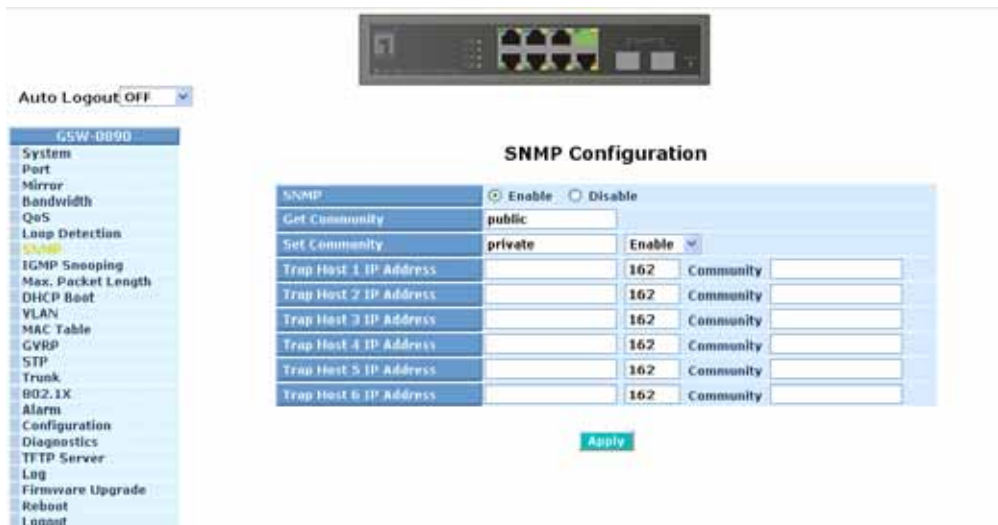 Auto Logout OFF
GSW-0890
System
Port
Mirror
Bandwidth
QoS
Loop Detection
SNMP
IGMP Snooping
Max. Packet Length
DHCP Boot
VLAN
MAC Table
GVRP
STP
Trunk
802.1X
Alarm
Configuration
Diagnostics
TFTP Server
Log
Firmware Upgrade
Reboot
Logout
SNMP Configuration
SNMP Enable Disable
Get Community public
Set Community private Enable
Trap Host 1 IP Address 162 Community
Trap Host 2 IP Address 162 Community
Trap Host 3 IP Address 162 Community
Trap Host 4 IP Address 162 Community
Trap Host 5 IP Address 162 Community
Trap Host 6 IP Address 162 Community
Apply